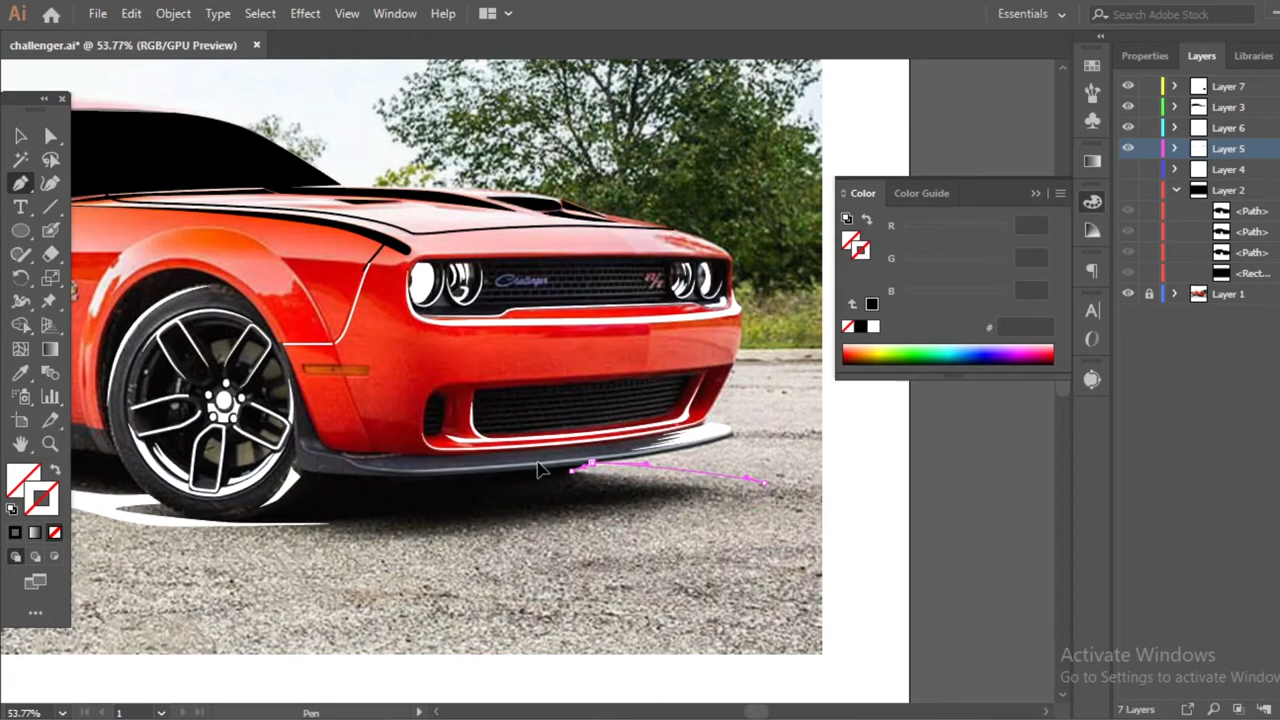 Ai File Edit Object Type Select Effect View Window Help Essentials Search Adobe Stock
challenger.ai* @ 53.77% (RGB/GPU Preview)
Properties Layers Libraries
Layer 7
Layer 3
Layer 6
Layer 5
Layer 4
Layer 2
<Path>
<Path>
<Path>
<Rect...
Layer 1
Color Color Guide
R
G
B
#
Challenger R/T
Activate Windows
Go to Settings to activate Window
53.77% 1 Pen 7 Layers